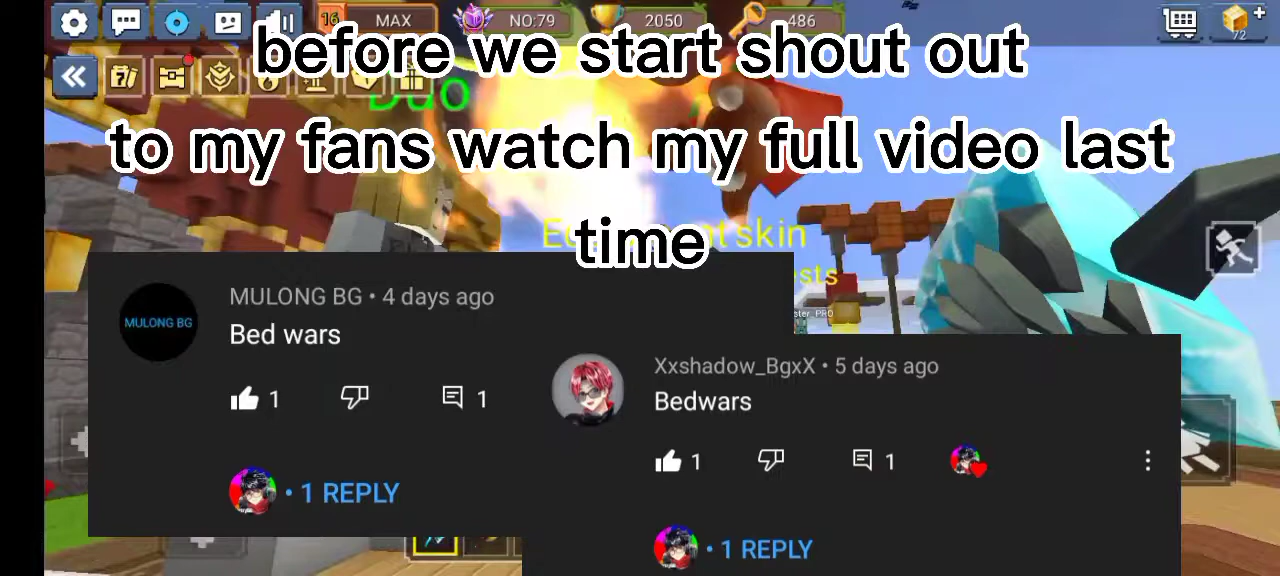 16 MAX NO:79 2050 486 72
before we start shout out
to my fans watch my full video last
time
Duo
skin
MULONG BG
MULONG BG • 4 days ago
Bed wars
1 1
• 1 REPLY
Xxshadow_BgxX • 5 days ago
Bedwars
1 1
• 1 REPLY